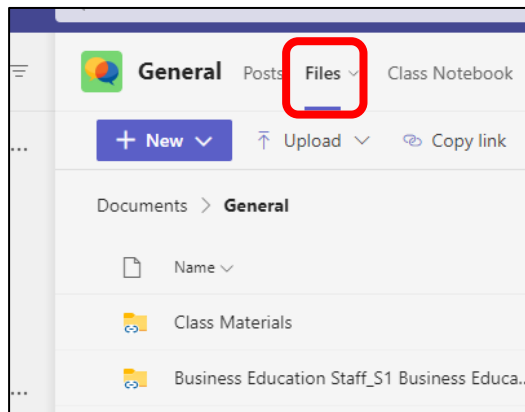 General Posts Files Class Notebook
+ New Upload Copy link
Documents > General
Name
Class Materials
Business Education Staff_S1 Business Educa...